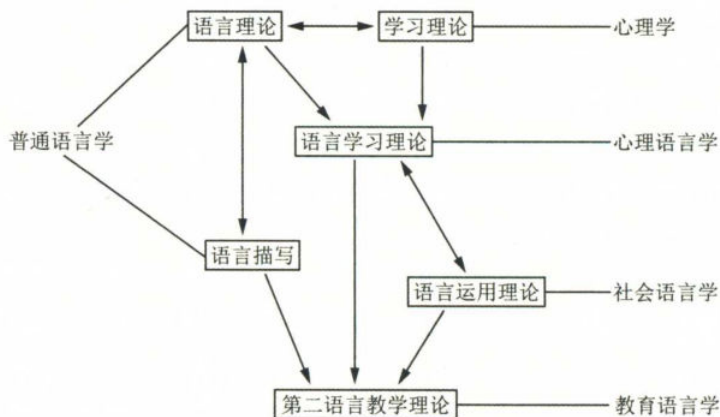 语言理论
学习理论
心理学
普通语言学
语言学习理论
心理语言学
语言描写
语言运用理论
社会语言学
第二语言教学理论
教育语言学